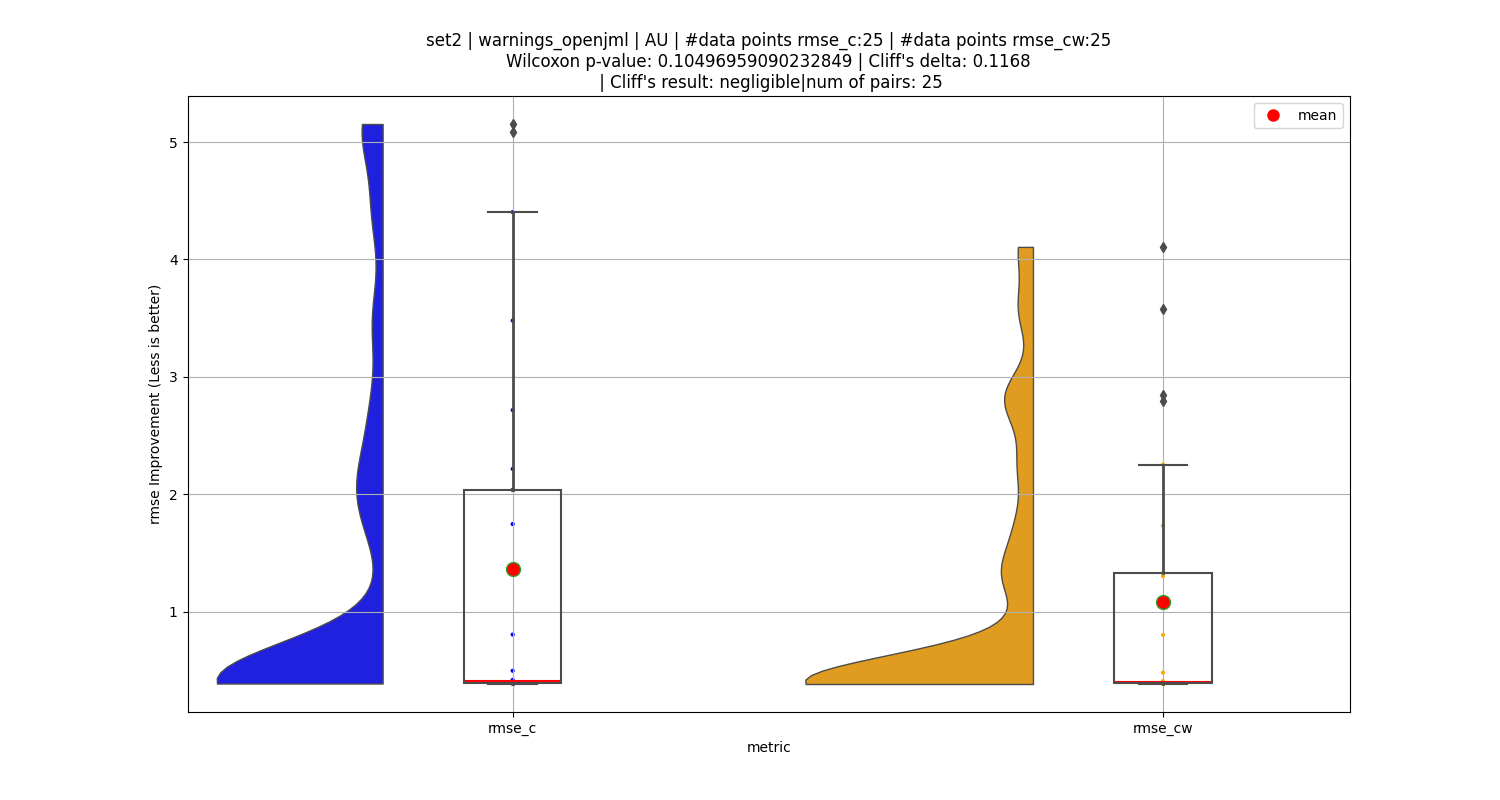 set2 | warnings_openjml | AU | #data points rmse_c:25 | #data points rmse_cw:25
Wilcoxon p-value: 0.10496959090232849 | Cliff's delta: 0.1168
| Cliff's result: negligible|num of pairs: 25
mean
5
4
3
2
1
rmse Improvement (Less is better)
rmse_c
rmse_cw
metric